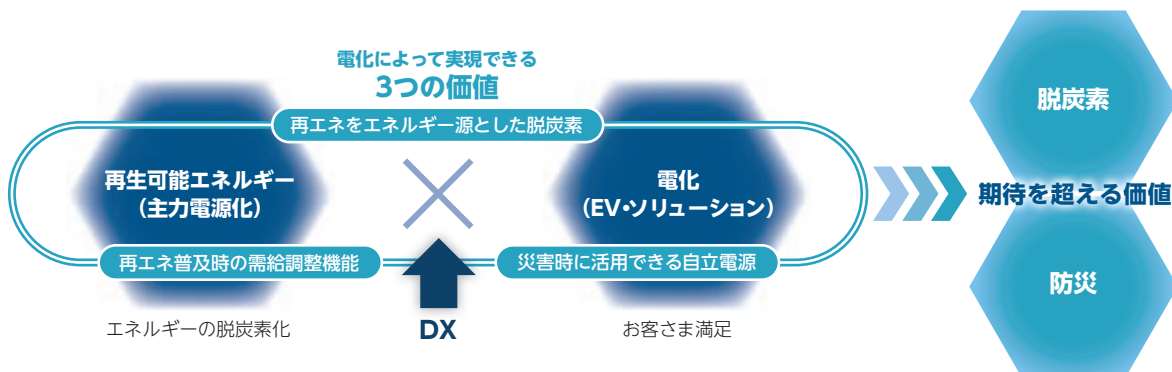 電化によって実現できる
3つの価値
再エネをエネルギー源とした脱炭素
再生可能エネルギー
（主力電源化）
電化
（EV・ソリューション）
再エネ普及時の需給調整機能
災害時に活用できる自立電源
エネルギーの脱炭素化
DX
お客さま満足
脱炭素
期待を超える価値
防災